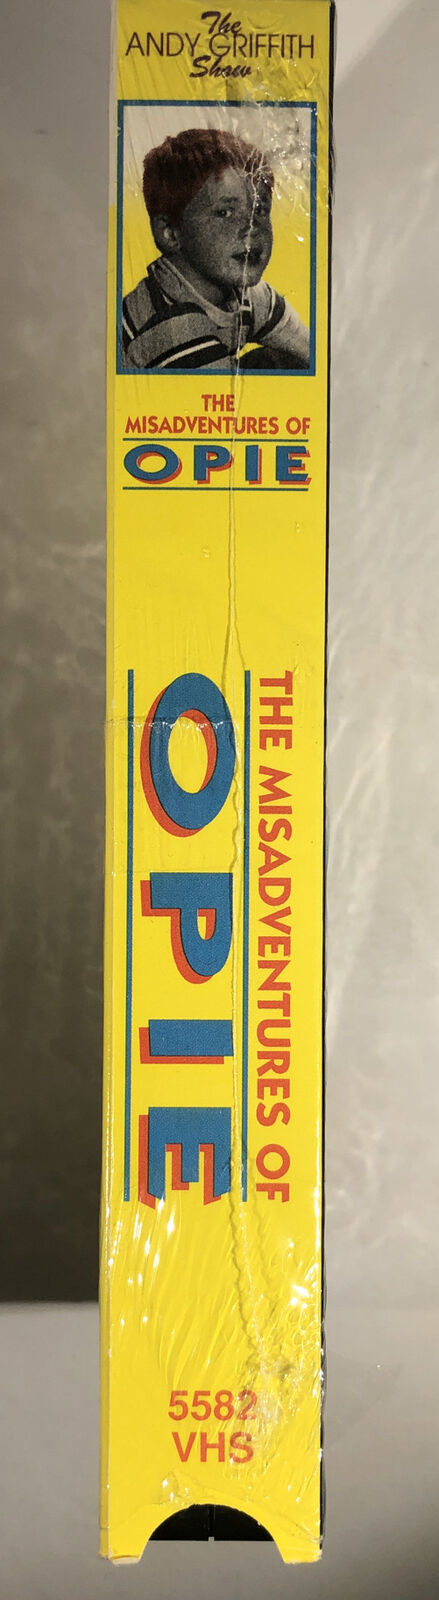 The
ANDY GRIFFITH
Show
THE
MISADVENTURES OF
OPIE
THE MISADVENTURES OF
OPIE
5582
VHS